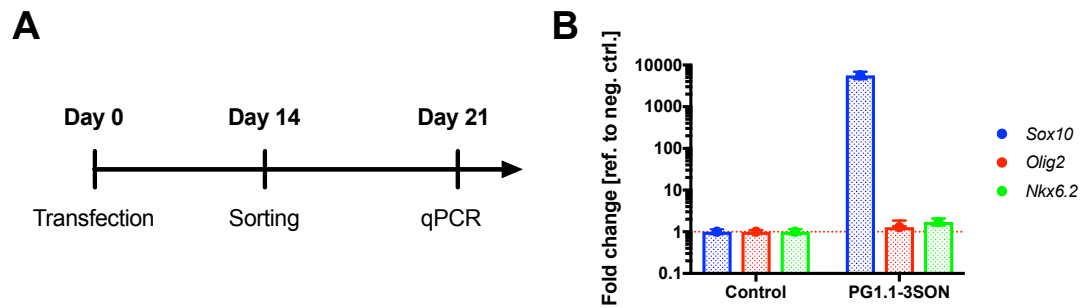 A
Day 0 Day 14 Day 21
Transfection Sorting qPCR
B
Fold change [ref. to neg. ctrl.]
10000
1000
100
10
1
0.1
Control PG1.1-3SON
Sox10
Olig2
Nkx6.2